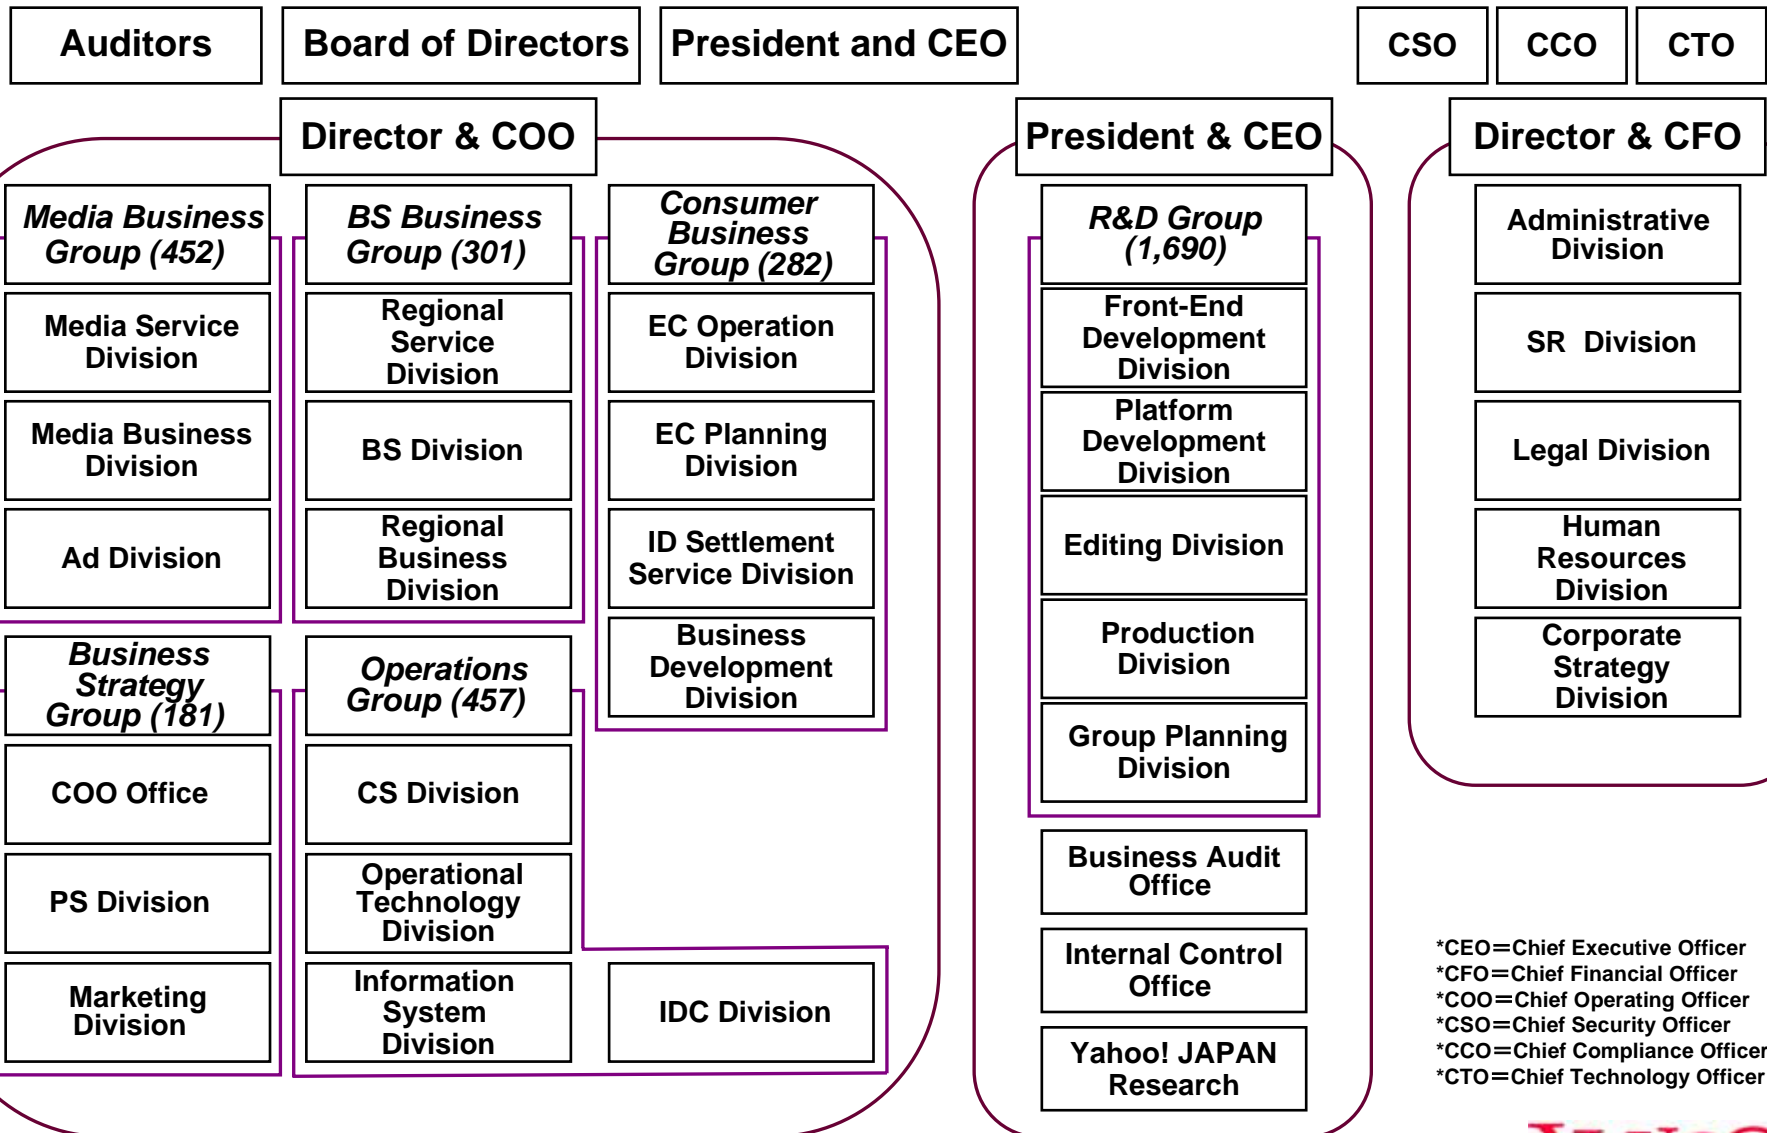 Auditors
Board of Directors
President and CEO
CSO
CCO
CTO
Director & COO
President & CEO
Director & CFO
Media Business
Group (452)
Media Service
Division
Media Business
Division
Ad Division
BS Business
Group (301)
Regional
Service
Division
BS Division
Regional
Business
Division
Consumer
Business
Group (282)
EC Operation
Division
EC Planning
Division
ID Settlement
Service Division
Business
Development
Division
Business
Strategy
Group (181)
COO Office
PS Division
Marketing
Division
Operations
Group (457)
CS Division
Operational
Technology
Division
Information
System
Division
IDC Division
R&D Group
(1,690)
Front-End
Development
Division
Platform
Development
Division
Editing Division
Production
Division
Group Planning
Division
Business Audit
Office
Internal Control
Office
Yahoo! JAPAN
Research
Administrative
Division
SR Division
Legal Division
Human
Resources
Division
Corporate
Strategy
Division
*CEO=Chief Executive Officer
*CFO=Chief Financial Officer
*COO=Chief Operating Officer
*CSO=Chief Security Officer
*CCO=Chief Compliance Officer
*CTO=Chief Technology Officer